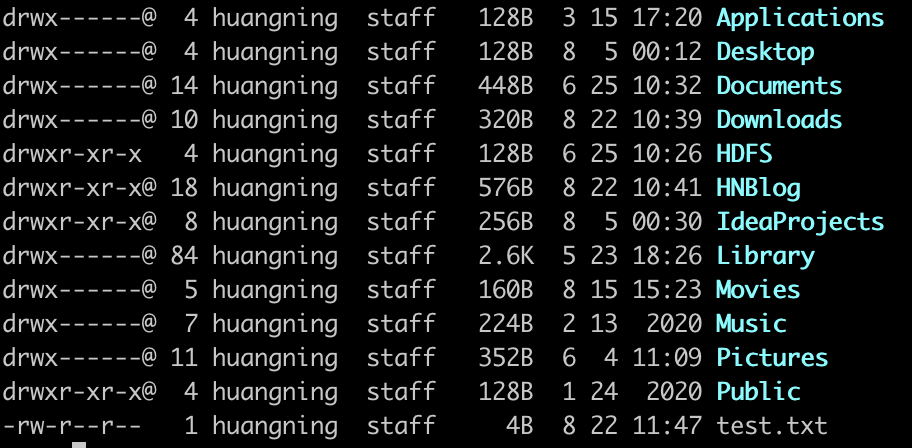 drwx------@  4 huangning  staff   128B  3 15 17:20 Applications
drwx------@  4 huangning  staff   128B  8  5 00:12 Desktop
drwx------@ 14 huangning  staff   448B  6 25 10:32 Documents
drwx------@ 10 huangning  staff   320B  8 22 10:39 Downloads
drwxr-xr-x   4 huangning  staff   128B  6 25 10:26 HDFS
drwxr-xr-x@ 18 huangning  staff   576B  8 22 10:41 HNBlog
drwxr-xr-x@  8 huangning  staff   256B  8  5 00:30 IdeaProjects
drwx------@ 84 huangning  staff   2.6K  5 23 18:26 Library
drwx------@  5 huangning  staff   160B  8 15 15:23 Movies
drwx------@  7 huangning  staff   224B  2 13  2020 Music
drwx------@ 11 huangning  staff   352B  6  4 11:09 Pictures
drwxr-xr-x@  4 huangning  staff   128B  1 24  2020 Public
-rw-r--r--   1 huangning  staff     4B  8 22 11:47 test.txt